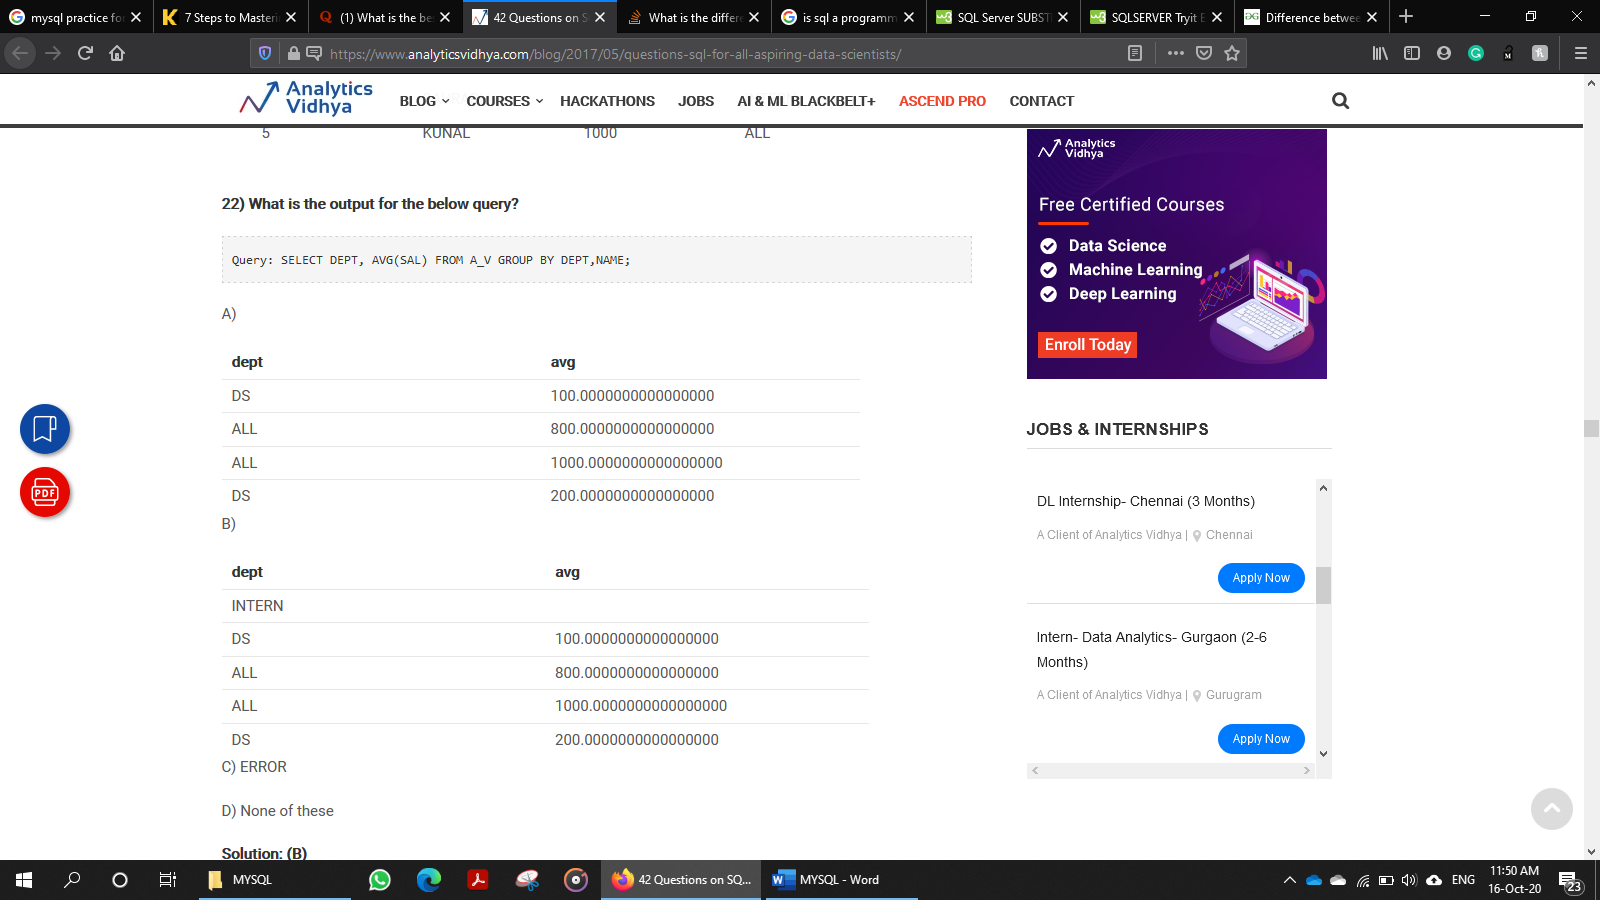 mysql practice fo
7 Steps to Masteri
(1) What is the be
42 Questions on S
What is the differe
is sql a programm
SQL Server SUBST
SQLSERVER Tryit E
Difference betwee
https://www.analyticsvidhya.com/blog/2017/05/questions-sql-for-all-aspiring-data-scientists/
Analytics Vidhya
BLOG COURSES HACKATHONS JOBS AI & ML BLACKBELT+ ASCEND PRO CONTACT
5 KUNAL 1000 ALL
22) What is the output for the below query?
Query: SELECT DEPT, AVG(SAL) FROM A_V GROUP BY DEPT,NAME;
A)
dept avg
DS 100.0000000000000000
ALL 800.0000000000000000
ALL 1000.0000000000000000
DS 200.0000000000000000
B)
dept avg
INTERN
DS 100.0000000000000000
ALL 800.0000000000000000
ALL 1000.0000000000000000
DS 200.0000000000000000
C) ERROR
D) None of these
Solution: (B)
PDF
Analytics
Vidhya
Free Certified Courses
Data Science
Machine Learning
Deep Learning
Enroll Today
JOBS & INTERNSHIPS
DL Internship- Chennai (3 Months)
A Client of Analytics Vidhya | Chennai
Apply Now
Intern- Data Analytics- Gurgaon (2-6
Months)
A Client of Analytics Vidhya | Gurugram
Apply Now
MYSQL
42 Questions on SQ...
MYSQL - Word
ENG
11:50 AM
16-Oct-20
23